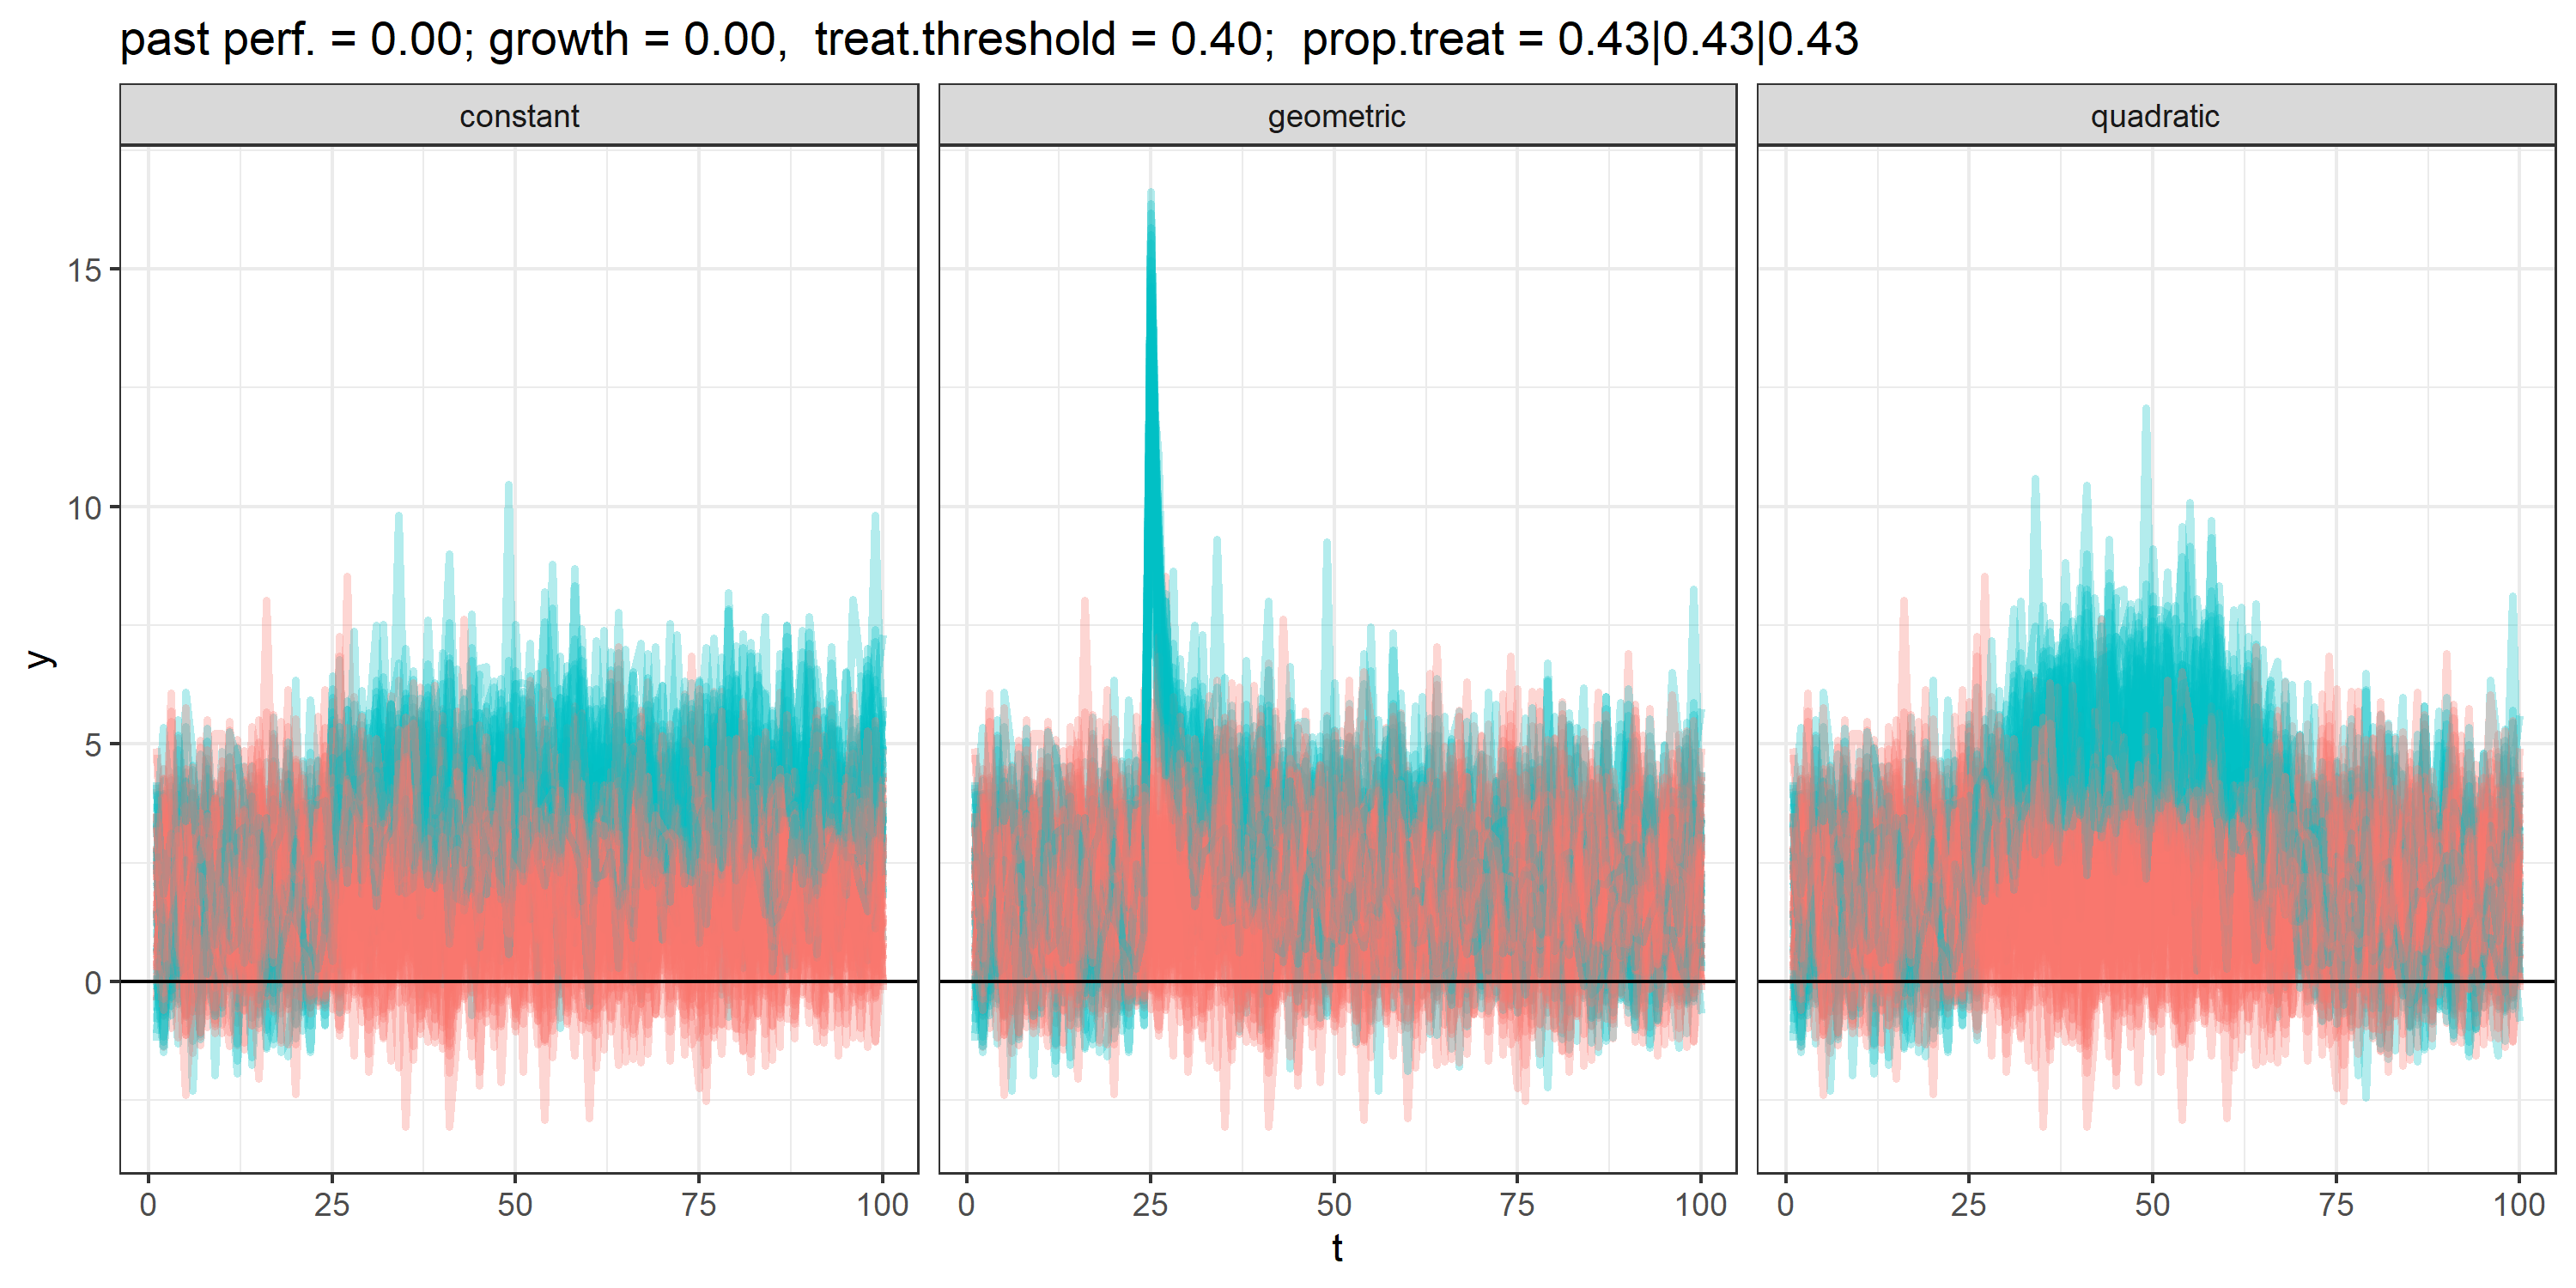 past perf. = 0.00; growth = 0.00,  treat.threshold = 0.40;  prop.treat = 0.43|0.43|0.43
constant geometric quadratic
15
10
5
0
y
0 25 50 75 100 0 25 50 75 100 0 25 50 75 100
t